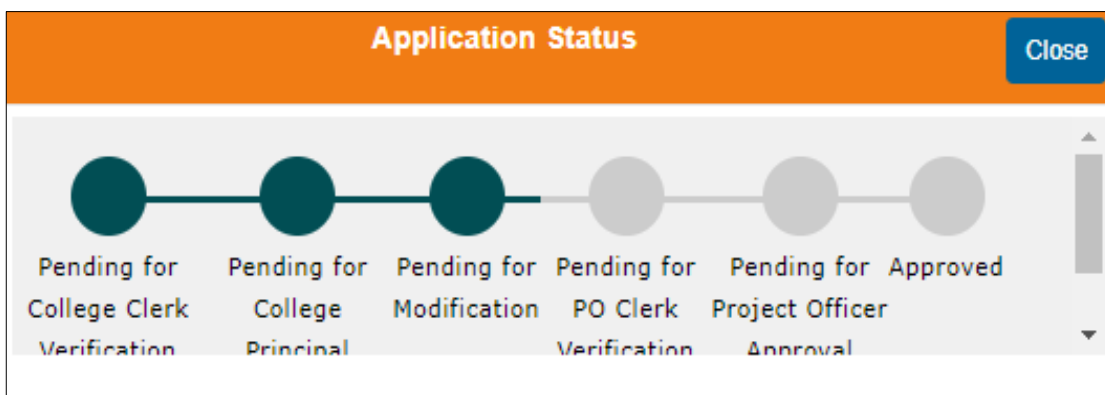 Application Status
Close
Pending for
College Clerk
Verification
Pending for
College
Principal
Pending for
Modification
Pending for
PO Clerk
Verification
Pending for
Project Officer
Approval
Approved